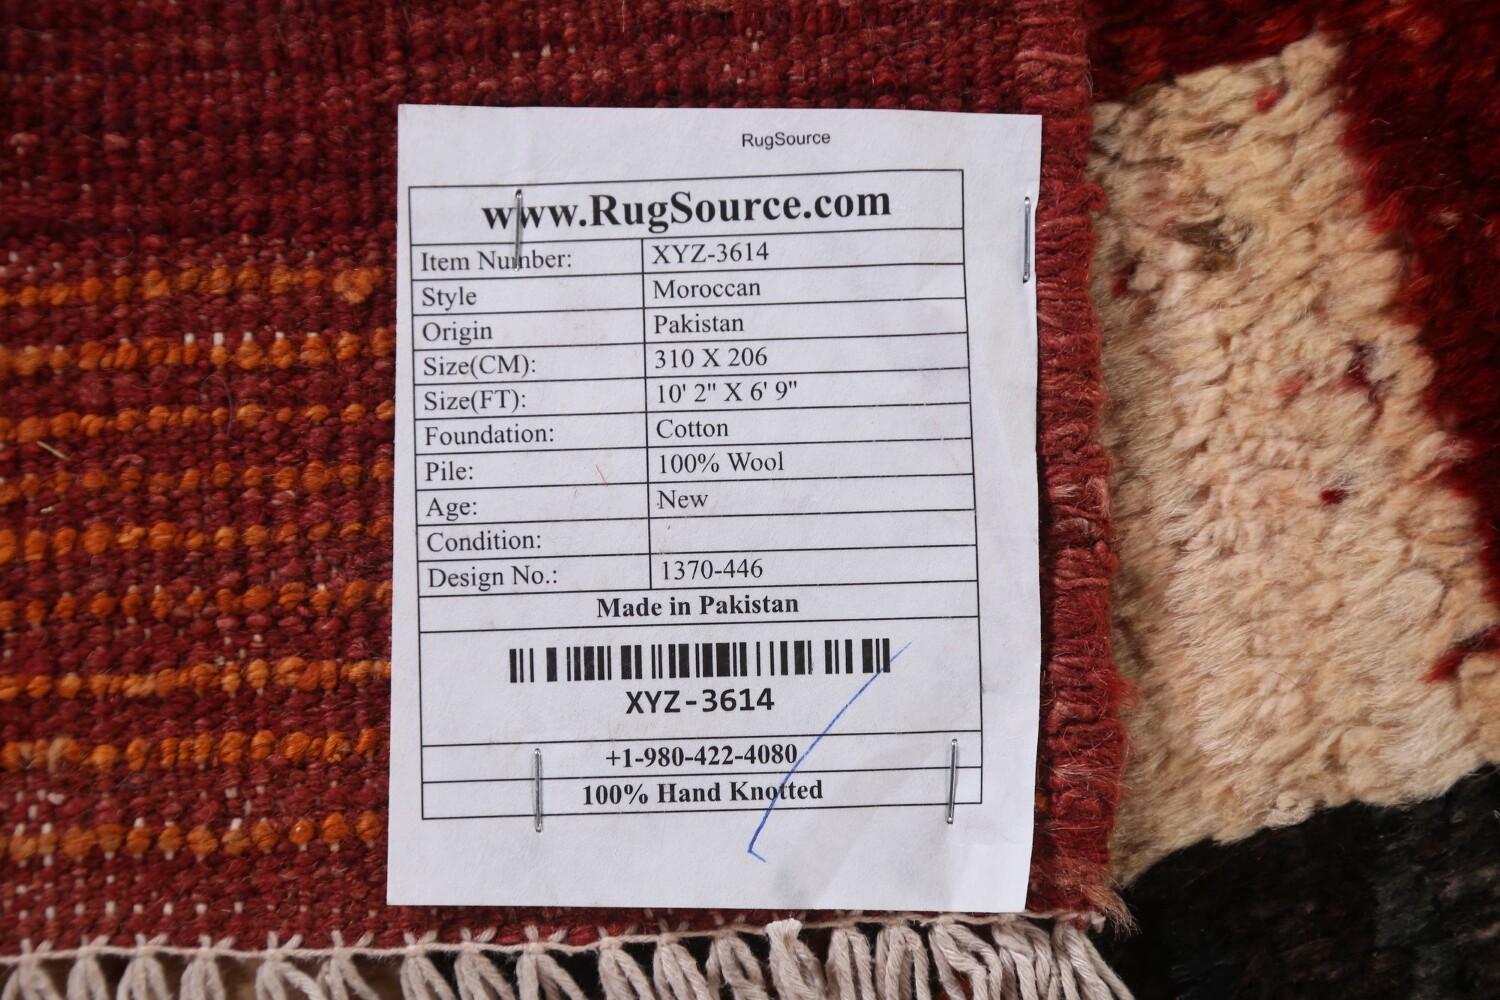 RugSource
www.RugSource.com
Item Number: XYZ-3614
Style Moroccan
Origin Pakistan
Size(CM): 310 X 206
Size(FT): 10' 2" X 6' 9"
Foundation: Cotton
Pile: 100% Wool
Age: New
Condition:
Design No.: 1370-446
Made in Pakistan
XYZ-3614
+1-980-422-4080
100% Hand Knotted